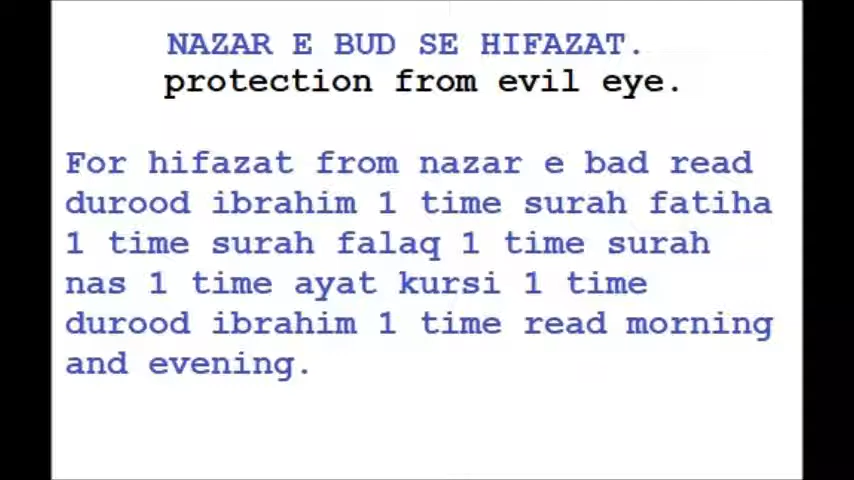 NAZAR E BUD SE HIFAZAT.
protection from evil eye.
For hifazat from nazar e bad read
durood ibrahim 1 time surah fatiha
1 time surah falaq 1 time surah
nas 1 time ayat kursi 1 time
durood ibrahim 1 time read morning
and evening.